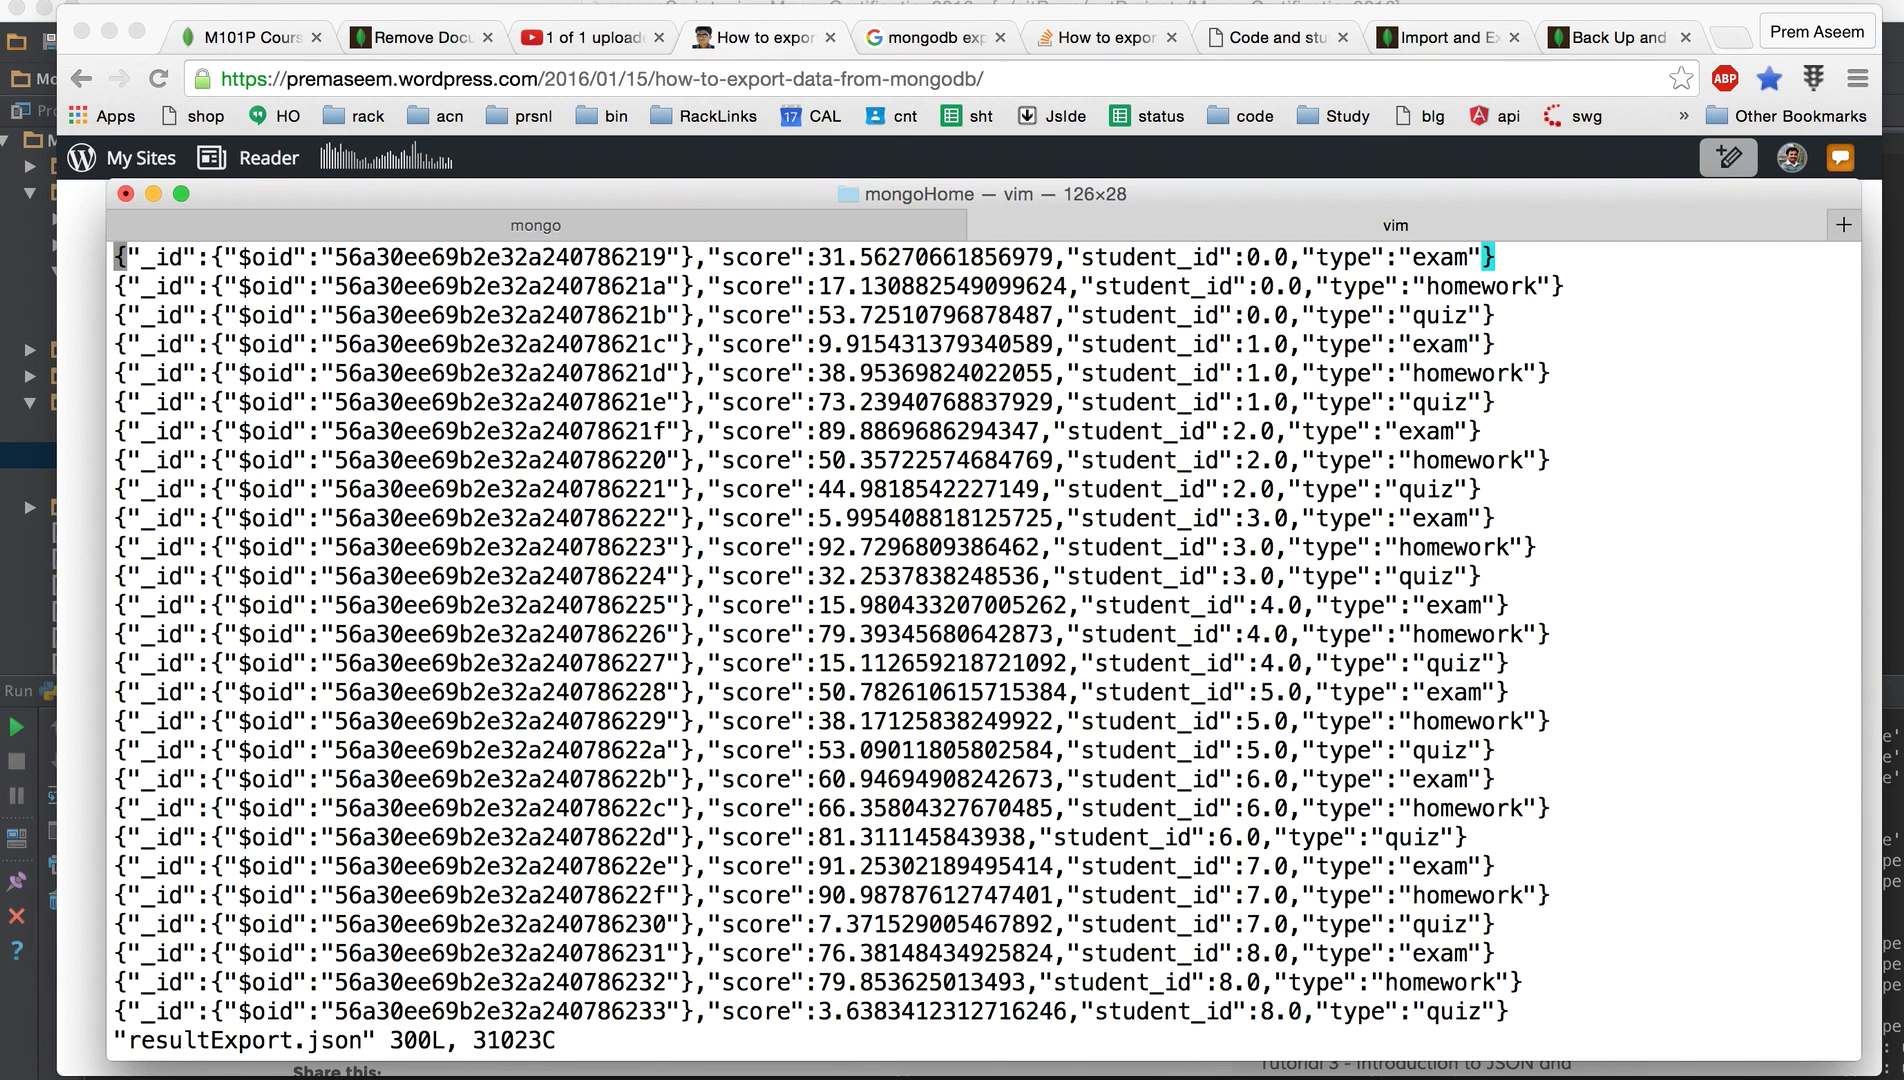 M101P Cours
Remove Docu
1 of 1 upload
How to expor
mongodb exp
How to export
Code and stu
Import and Ex
Back Up and
Prem Aseem
https://premaseem.wordpress.com/2016/01/15/how-to-export-data-from-mongodb/
ABP
Apps
shop
HO
rack
acn
prsnl
bin
RackLinks
17 CAL
cnt
sht
JsIde
status
code
Study
blg
api
swg
»
Other Bookmarks
My Sites
Reader
mongoHome — vim — 126×28
mongo
vim
{"_id":{"$oid":"56a30ee69b2e32a240786219"},"score":31.56270661856979,"student_id":0.0,"type":"exam"}
{"_id":{"$oid":"56a30ee69b2e32a24078621a"},"score":17.130882549099624,"student_id":0.0,"type":"homework"}
{"_id":{"$oid":"56a30ee69b2e32a24078621b"},"score":53.72510796878487,"student_id":0.0,"type":"quiz"}
{"_id":{"$oid":"56a30ee69b2e32a24078621c"},"score":9.915431379340589,"student_id":1.0,"type":"exam"}
{"_id":{"$oid":"56a30ee69b2e32a24078621d"},"score":38.95369824022055,"student_id":1.0,"type":"homework"}
{"_id":{"$oid":"56a30ee69b2e32a24078621e"},"score":73.23940768837929,"student_id":1.0,"type":"quiz"}
{"_id":{"$oid":"56a30ee69b2e32a24078621f"},"score":89.8869686294347,"student_id":2.0,"type":"exam"}
{"_id":{"$oid":"56a30ee69b2e32a240786220"},"score":50.35722574684769,"student_id":2.0,"type":"homework"}
{"_id":{"$oid":"56a30ee69b2e32a240786221"},"score":44.9818542227149,"student_id":2.0,"type":"quiz"}
{"_id":{"$oid":"56a30ee69b2e32a240786222"},"score":5.995408818125725,"student_id":3.0,"type":"exam"}
{"_id":{"$oid":"56a30ee69b2e32a240786223"},"score":92.7296809386462,"student_id":3.0,"type":"homework"}
{"_id":{"$oid":"56a30ee69b2e32a240786224"},"score":32.2537838248536,"student_id":3.0,"type":"quiz"}
{"_id":{"$oid":"56a30ee69b2e32a240786225"},"score":15.980433207005262,"student_id":4.0,"type":"exam"}
{"_id":{"$oid":"56a30ee69b2e32a240786226"},"score":79.39345680642873,"student_id":4.0,"type":"homework"}
{"_id":{"$oid":"56a30ee69b2e32a240786227"},"score":15.112659218721092,"student_id":4.0,"type":"quiz"}
{"_id":{"$oid":"56a30ee69b2e32a240786228"},"score":50.782610615715384,"student_id":5.0,"type":"exam"}
{"_id":{"$oid":"56a30ee69b2e32a240786229"},"score":38.17125838249922,"student_id":5.0,"type":"homework"}
{"_id":{"$oid":"56a30ee69b2e32a24078622a"},"score":53.09011805802584,"student_id":5.0,"type":"quiz"}
{"_id":{"$oid":"56a30ee69b2e32a24078622b"},"score":60.94694908242673,"student_id":6.0,"type":"exam"}
{"_id":{"$oid":"56a30ee69b2e32a24078622c"},"score":66.35804327670485,"student_id":6.0,"type":"homework"}
{"_id":{"$oid":"56a30ee69b2e32a24078622d"},"score":81.311145843938,"student_id":6.0,"type":"quiz"}
{"_id":{"$oid":"56a30ee69b2e32a24078622e"},"score":91.25302189495414,"student_id":7.0,"type":"exam"}
{"_id":{"$oid":"56a30ee69b2e32a24078622f"},"score":90.98787612747401,"student_id":7.0,"type":"homework"}
{"_id":{"$oid":"56a30ee69b2e32a240786230"},"score":7.371529005467892,"student_id":7.0,"type":"quiz"}
{"_id":{"$oid":"56a30ee69b2e32a240786231"},"score":76.38148434925824,"student_id":8.0,"type":"exam"}
{"_id":{"$oid":"56a30ee69b2e32a240786232"},"score":79.853625013493,"student_id":8.0,"type":"homework"}
{"_id":{"$oid":"56a30ee69b2e32a240786233"},"score":3.6383412312716246,"student_id":8.0,"type":"quiz"}
"resultExport.json" 300L, 31023C
Run
Share this:
Tutorial 3 - Introduction to JSON and